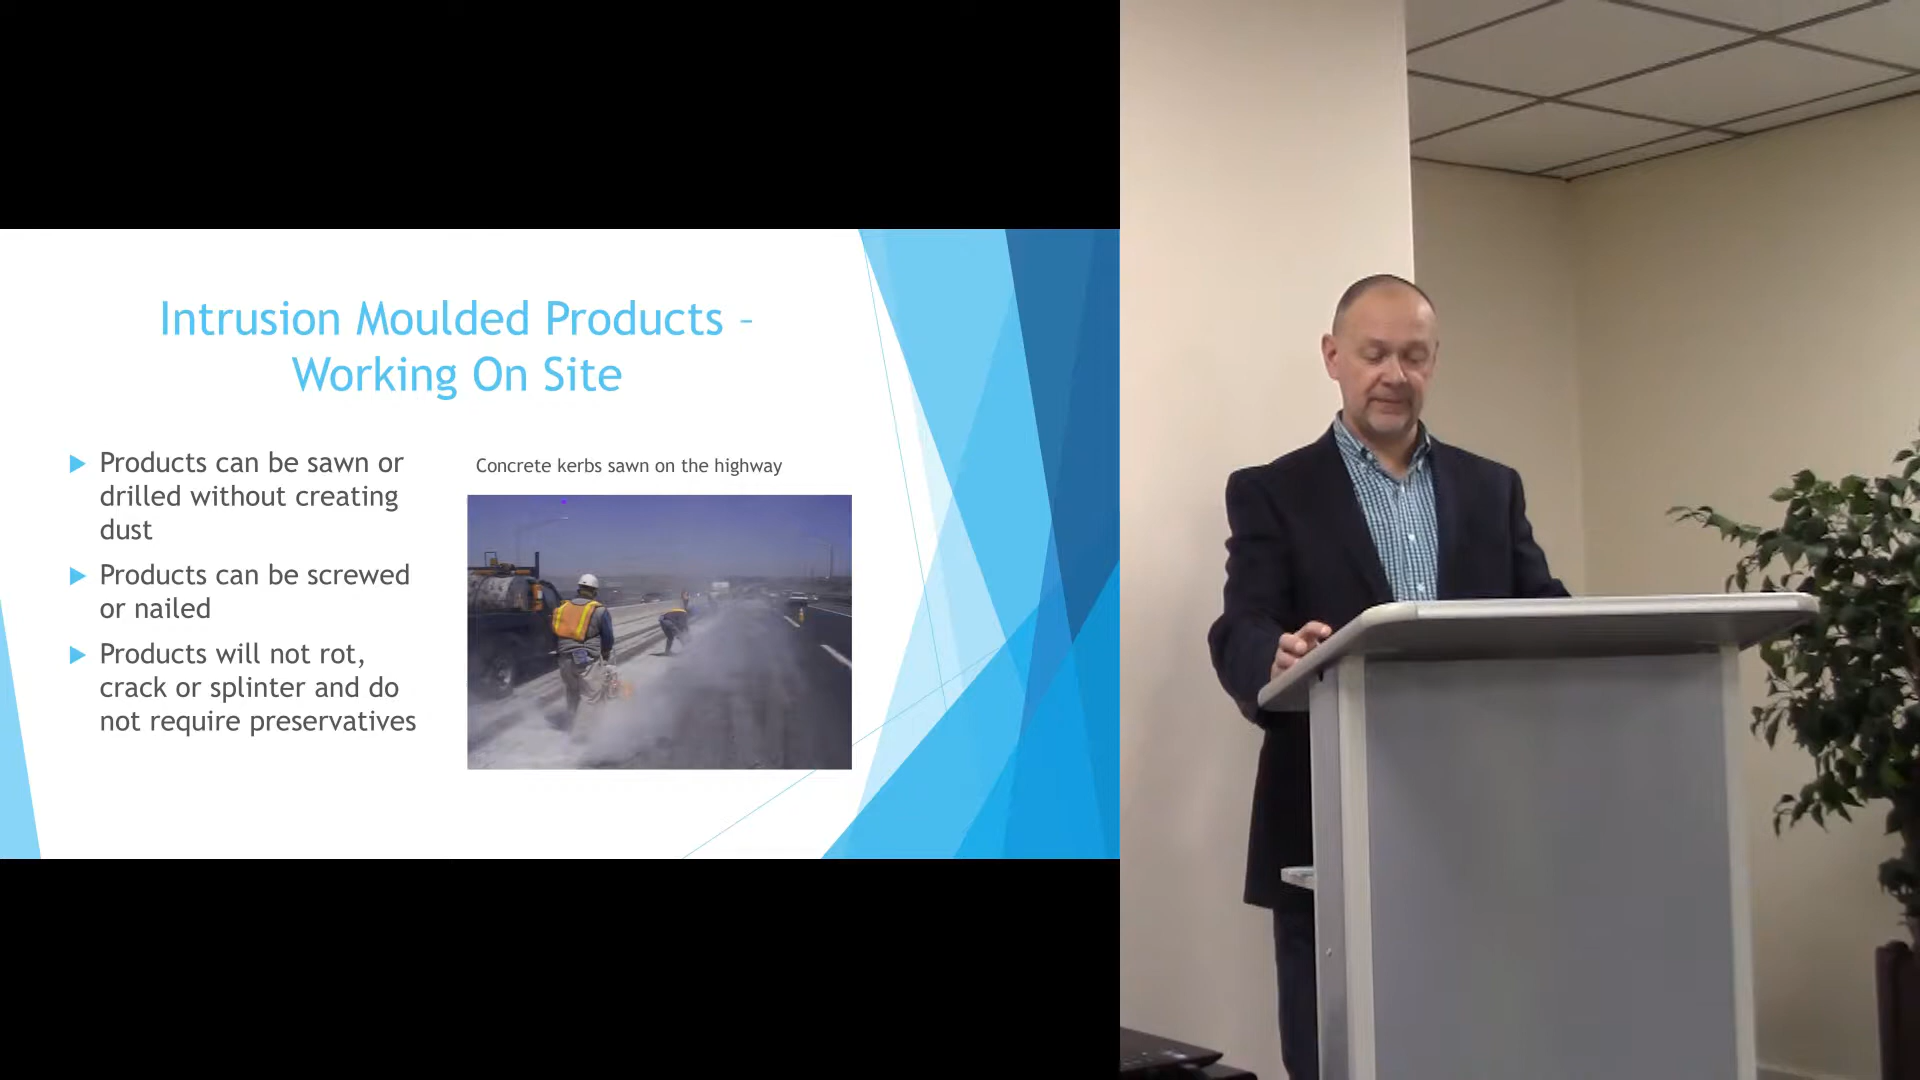 Intrusion Moulded Products –
Working On Site
Products can be sawn or
drilled without creating
dust
Products can be screwed
or nailed
Products will not rot,
crack or splinter and do
not require preservatives
Concrete kerbs sawn on the highway